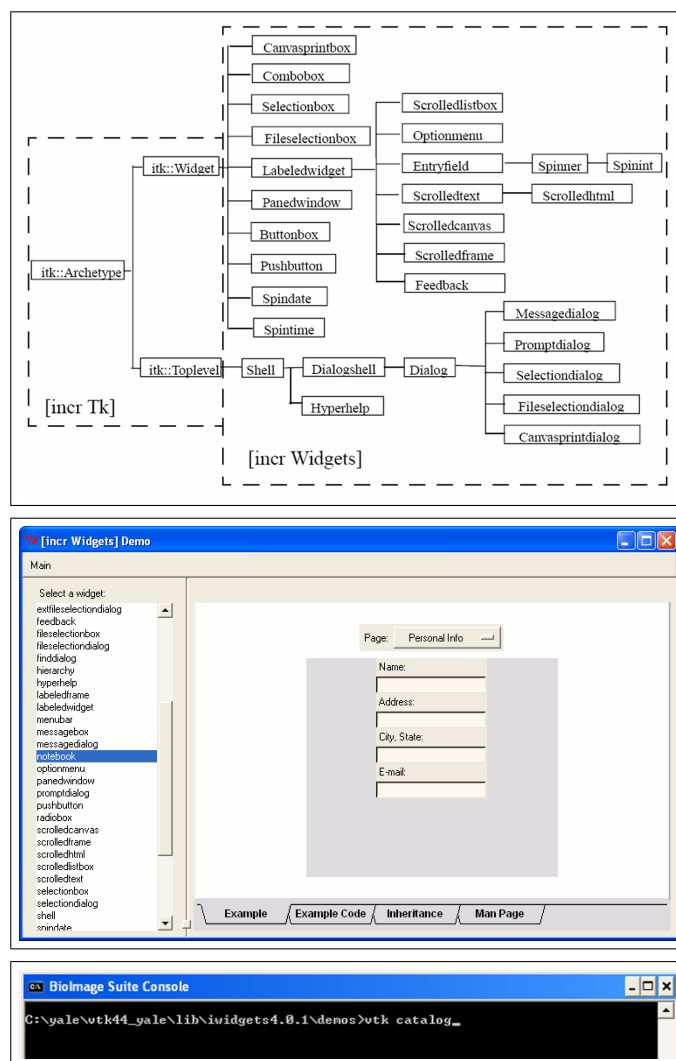 Canvasprintbox
Combobox
Selectionbox
Fileselectionbox
Labeledwidget
Panedwindow
Buttonbox
Pushbutton
Spindate
Spintime
Scrolledlistbox
Optionmenu
Entryfield
Spinner
Spinint
Scrolledtext
Scrolledhtml
Scrolledcanvas
Scrolledframe
Feedback
itk::Widget
itk::Archetype
itk::Toplevel
Shell
Dialogshell
Dialog
Hyperhelp
Messagedialog
Promptdialog
Selectiondialog
Fileselectiondialog
Canvasprintdialog
[incr Tk]
[incr Widgets]
[incr Widgets] Demo
Main
Select a widget:
extfileselectiondialog
feedback
fileselectionbox
fileselectiondialog
finddialog
hierarchy
hyperhelp
labeledframe
labeledwidget
menubar
messagebox
messagedialog
notebook
optionmenu
panedwindow
promptdialog
pushbutton
radiobox
scrolledcanvas
scrolledframe
scrolledhtml
scrolledlistbox
scrolledtext
selectionbox
selectiondialog
shell
spindate
Page: Personal Info
Name:
Address:
City, State:
E-mail:
Example Example Code Inheritance Man Page
BioImage Suite Console
C:\yale\vtk44_yale\lib\iwidgets4.0.1\demos>vtk catalog_